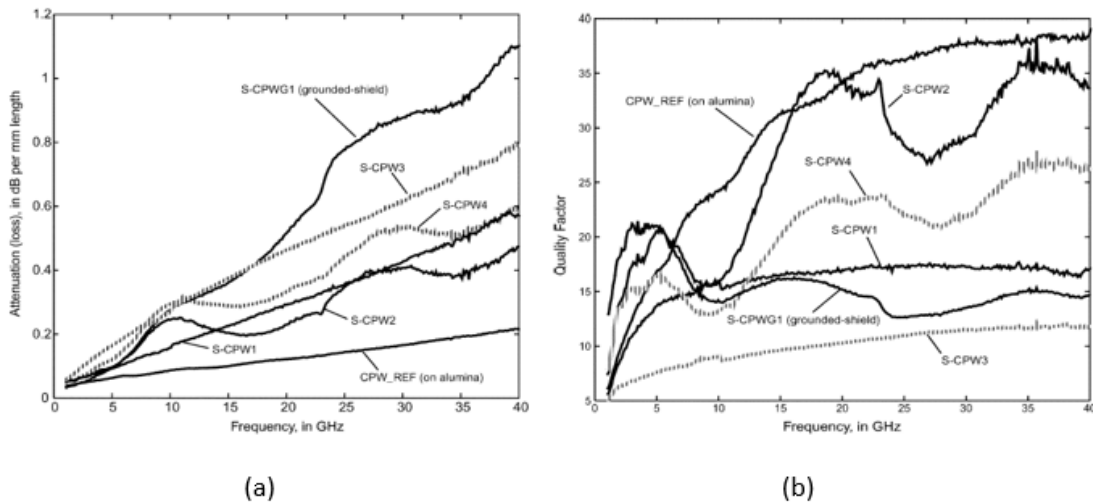 1.2
1
0.8
0.6
0.4
0.2
0
Attenuation (loss), in dB per mm length
S-CPWG1 (grounded-shield)
S-CPW3
S-CPW4
S-CPW2
S-CPW1
CPW_REF (on alumina)
0 5 10 15 20 25 30 35 40
Frequency, in GHz
(a)
40
35
30
25
20
15
10
5
Quality Factor
CPW_REF (on alumina)
S-CPW2
S-CPW4
S-CPW1
S-CPWG1 (grounded-shield)
S-CPW3
0 5 10 15 20 25 30 35 40
Frequency, in GHz
(b)